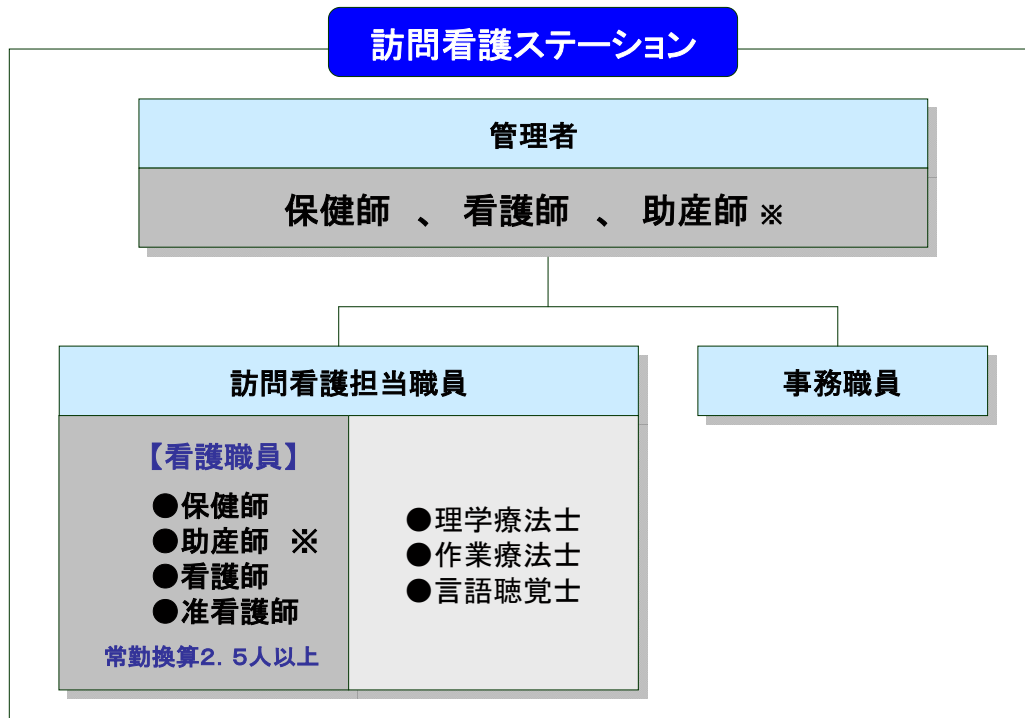 訪問看護ステーション
管理者
保健師 、 看護師 、 助産師 ※
訪問看護担当職員
【看護職員】
●保健師
●助産師 ※
●看護師
●准看護師
常勤換算2.5人以上
●理学療法士
●作業療法士
●言語聴覚士
事務職員